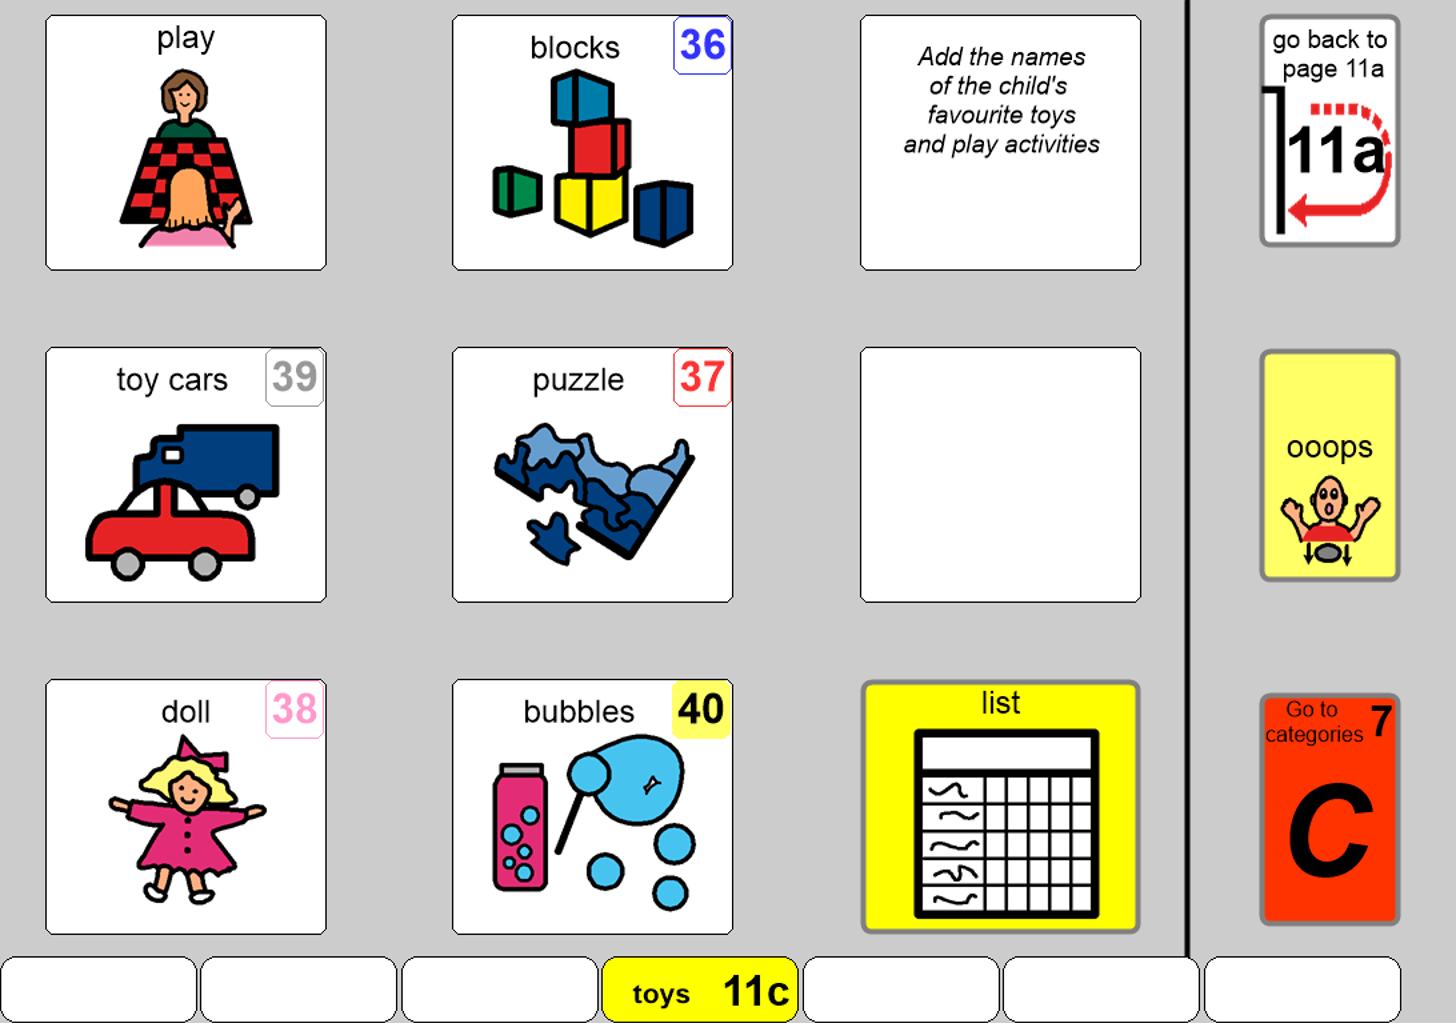 play
blocks
36
Add the names
of the child's
favourite toys
and play activities
go back to
page 11a
11a
toy cars
39
puzzle
37
ooops
doll
38
bubbles
40
list
Go to
categories
7
C
toys 11c